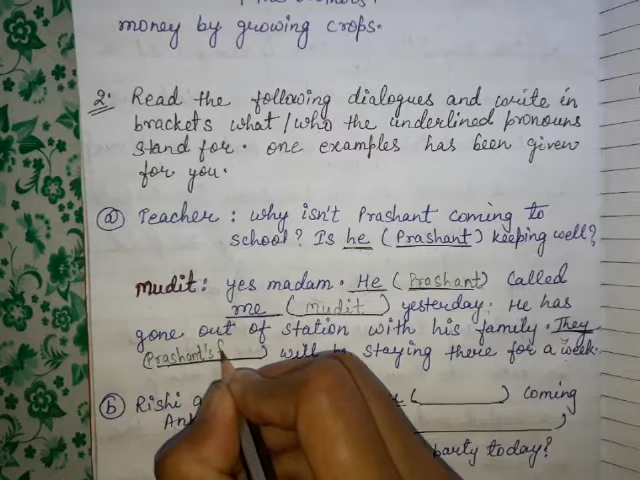 money by growing crops.
2. Read the following dialogues and write in
brackets what/who the underlined pronouns
stand for. one examples has been given
for you.
(a) Teacher : why isn't Prashant coming to
school? Is he (Prashant) keeping well?
Mudit : yes madam. He (Prashant) called
me (mudit) yesterday. He has
gone out of station with his family. They
(Prashant's f ) will be staying there for a week.
(b) Rishi ( ) coming
party today?